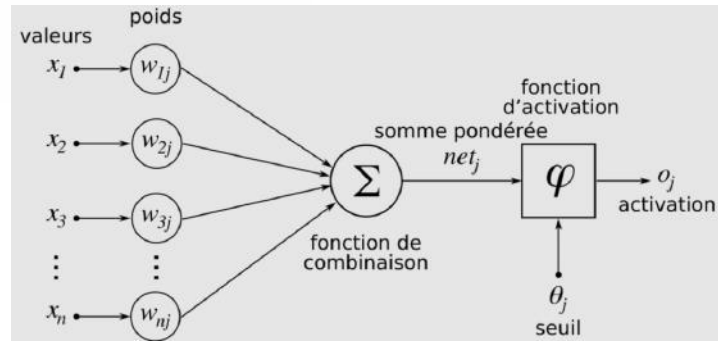 poids
valeurs
x₁
w₁ⱼ
x₂
w₂ⱼ
x₃
w₃ⱼ
⋮
⋮
xₙ
wₙⱼ
Σ
fonction de
combinaison
somme pondérée
netⱼ
fonction
d'activation
φ
oⱼ
activation
θⱼ
seuil